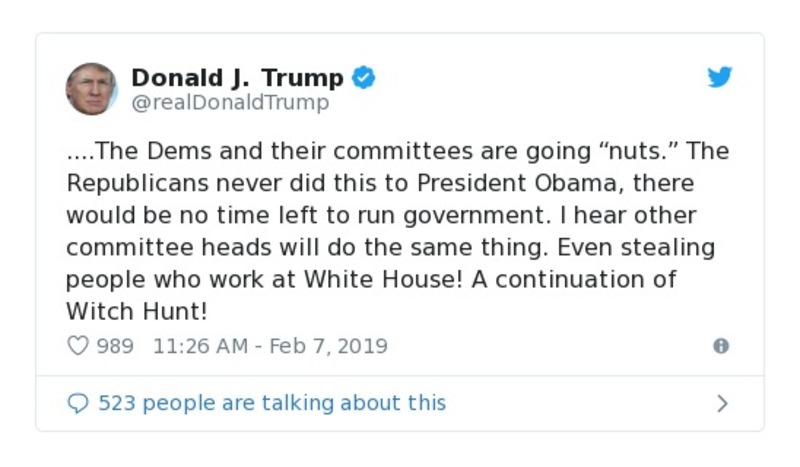 Donald J. Trump
@realDonaldTrump
....The Dems and their committees are going “nuts.” The
Republicans never did this to President Obama, there
would be no time left to run government. I hear other
committee heads will do the same thing. Even stealing
people who work at White House! A continuation of
Witch Hunt!
989 11:26 AM - Feb 7, 2019
523 people are talking about this